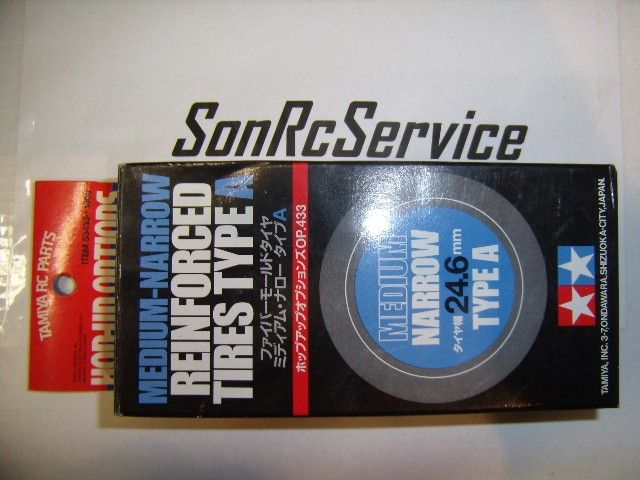 SonRcService
TAMIYA RC PARTS
HOP-UP OPTIONS
MEDIUM-NARROW
REINFORCED
TIRES TYPE A
ファイバーモールドタイヤ
ミディアム・ナロー タイプA
ホップアップオプションズOP.433
MEDIUM
NARROW
タイヤ幅 24.6mm
TYPE A
TAMIYA, INC. 3-7,ONDAWARA,SHIZUOKA-CITY,JAPAN.